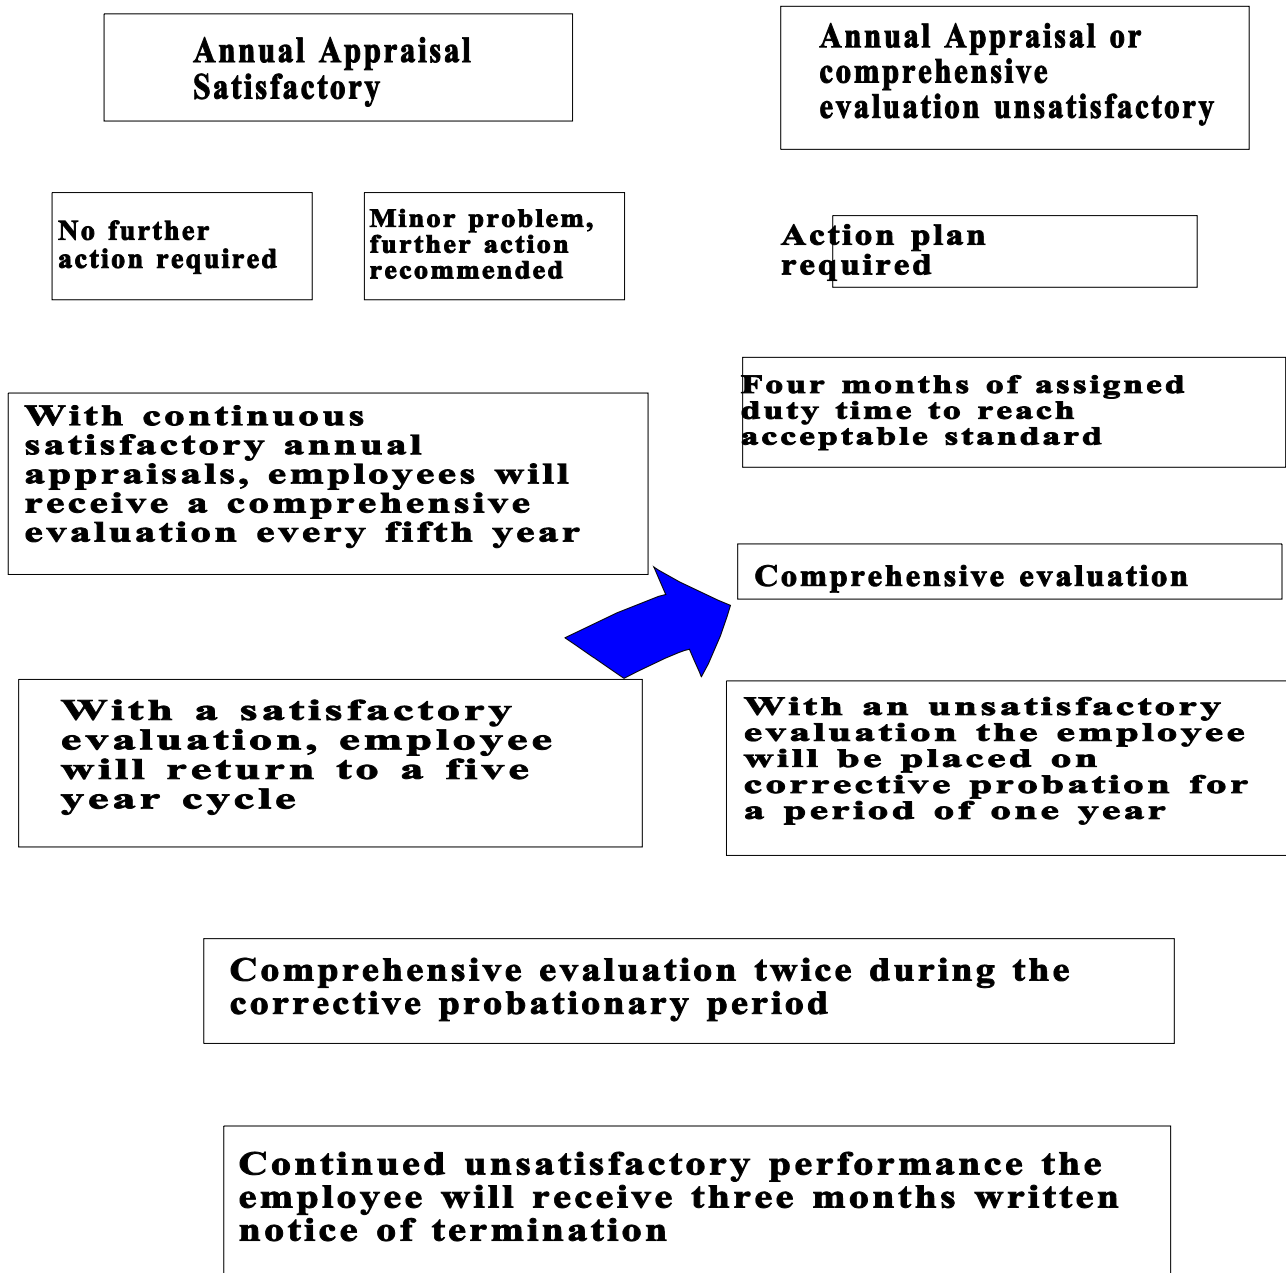 Annual Appraisal
Satisfactory
Annual Appraisal or
comprehensive
evaluation unsatisfactory
No further
action required
Minor problem,
further action
recommended
Action plan
required
Four months of assigned
duty time to reach
acceptable standard
With continuous
satisfactory annual
appraisals, employees will
receive a comprehensive
evaluation every fifth year
Comprehensive evaluation
With a satisfactory
evaluation, employee
will return to a five
year cycle
With an unsatisfactory
evaluation the employee
will be placed on
corrective probation for
a period of one year
Comprehensive evaluation twice during the
corrective probationary period
Continued unsatisfactory performance the
employee will receive three months written
notice of termination